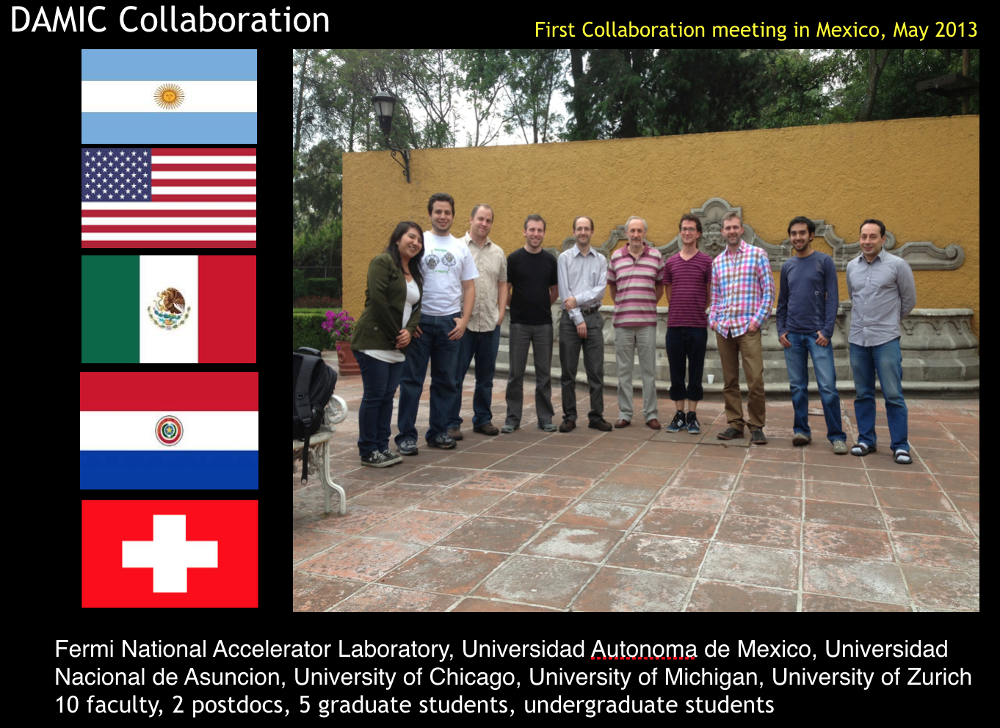 DAMIC Collaboration
First Collaboration meeting in Mexico, May 2013
Fermi National Accelerator Laboratory, Universidad Autonoma de Mexico, Universidad
Nacional de Asuncion, University of Chicago, University of Michigan, University of Zurich
10 faculty, 2 postdocs, 5 graduate students, undergraduate students